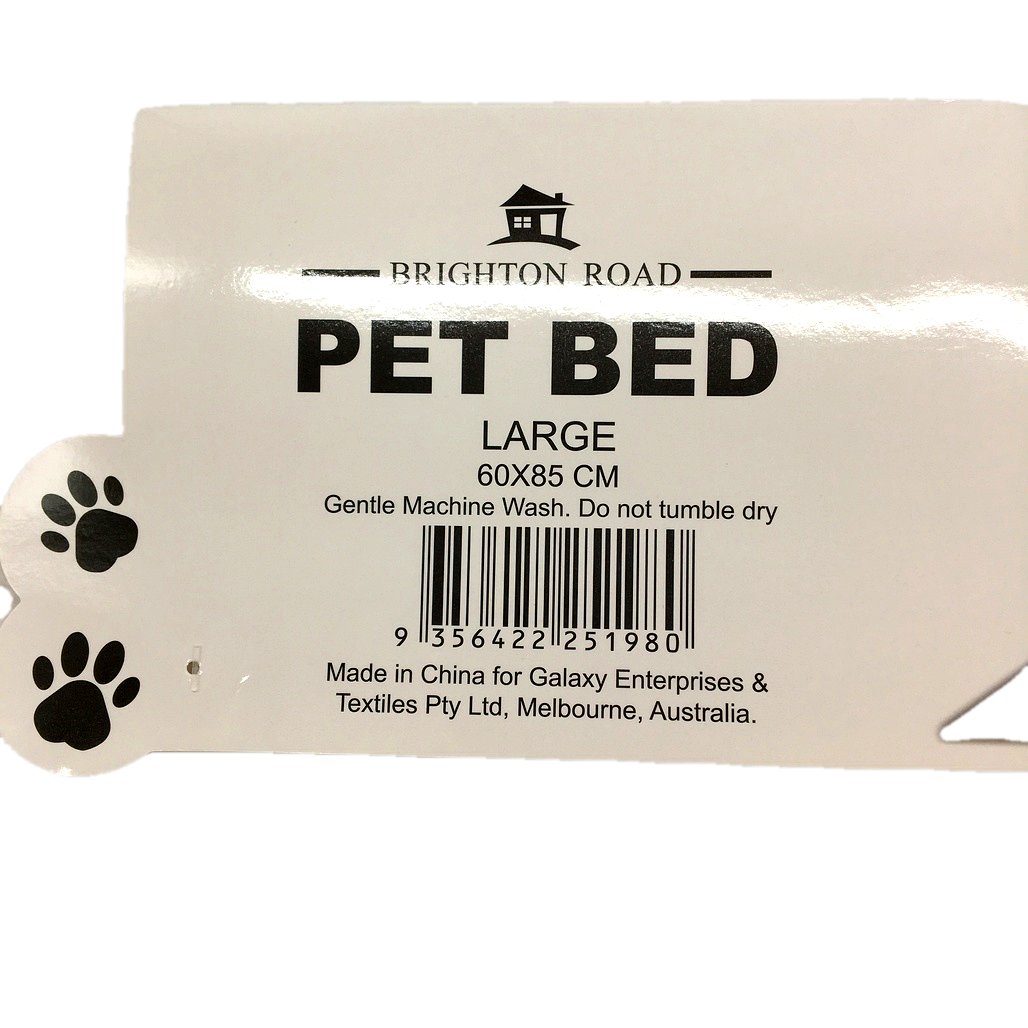 BRIGHTON ROAD
PET BED
LARGE
60X85 CM
Gentle Machine Wash. Do not tumble dry
9 356422 251980
Made in China for Galaxy Enterprises &
Textiles Pty Ltd, Melbourne, Australia.